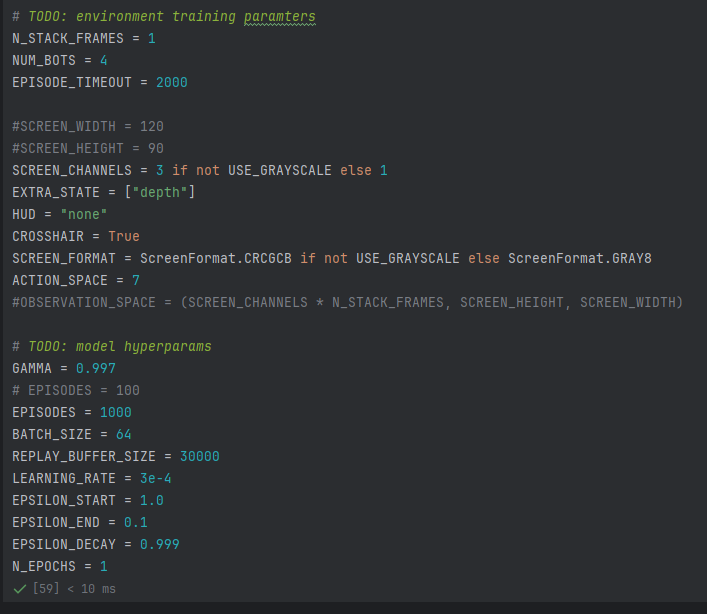 # TODO: environment training paramters
N_STACK_FRAMES = 1
NUM_BOTS = 4
EPISODE_TIMEOUT = 2000
#SCREEN_WIDTH = 120
#SCREEN_HEIGHT = 90
SCREEN_CHANNELS = 3 if not USE_GRAYSCALE else 1
EXTRA_STATE = ["depth"]
HUD = "none"
CROSSHAIR = True
SCREEN_FORMAT = ScreenFormat.CRCGCB if not USE_GRAYSCALE else ScreenFormat.GRAY8
ACTION_SPACE = 7
#OBSERVATION_SPACE = (SCREEN_CHANNELS * N_STACK_FRAMES, SCREEN_HEIGHT, SCREEN_WIDTH)
# TODO: model hyperparams
GAMMA = 0.997
# EPISODES = 100
EPISODES = 1000
BATCH_SIZE = 64
REPLAY_BUFFER_SIZE = 30000
LEARNING_RATE = 3e-4
EPSILON_START = 1.0
EPSILON_END = 0.1
EPSILON_DECAY = 0.999
N_EPOCHS = 1
[59] < 10 ms